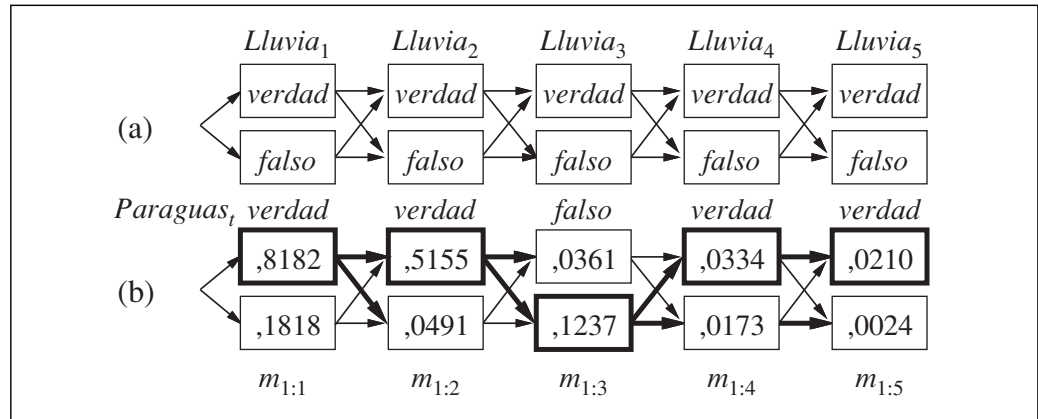 Lluvia₁ Lluvia₂ Lluvia₃ Lluvia₄ Lluvia₅
verdad verdad verdad verdad verdad
(a)
falso falso falso falso falso
Paraguasₜ verdad verdad falso verdad verdad
,8182 ,5155 ,0361 ,0334 ,0210
(b)
,1818 ,0491 ,1237 ,0173 ,0024
m₁:₁ m₁:₂ m₁:₃ m₁:₄ m₁:₅